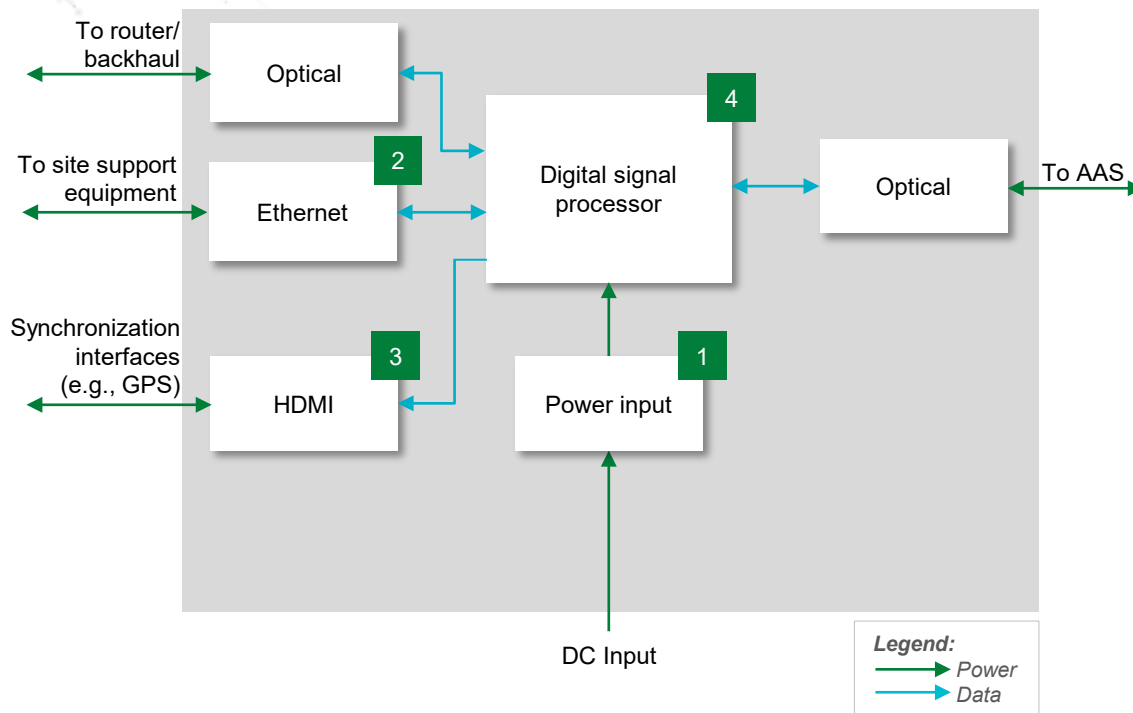 To router/
backhaul
Optical
4
2
To site support
equipment
Ethernet
Digital signal
processor
Optical
To AAS
Synchronization
interfaces
(e.g., GPS)
3
HDMI
1
Power input
DC Input
Legend:
Power
Data